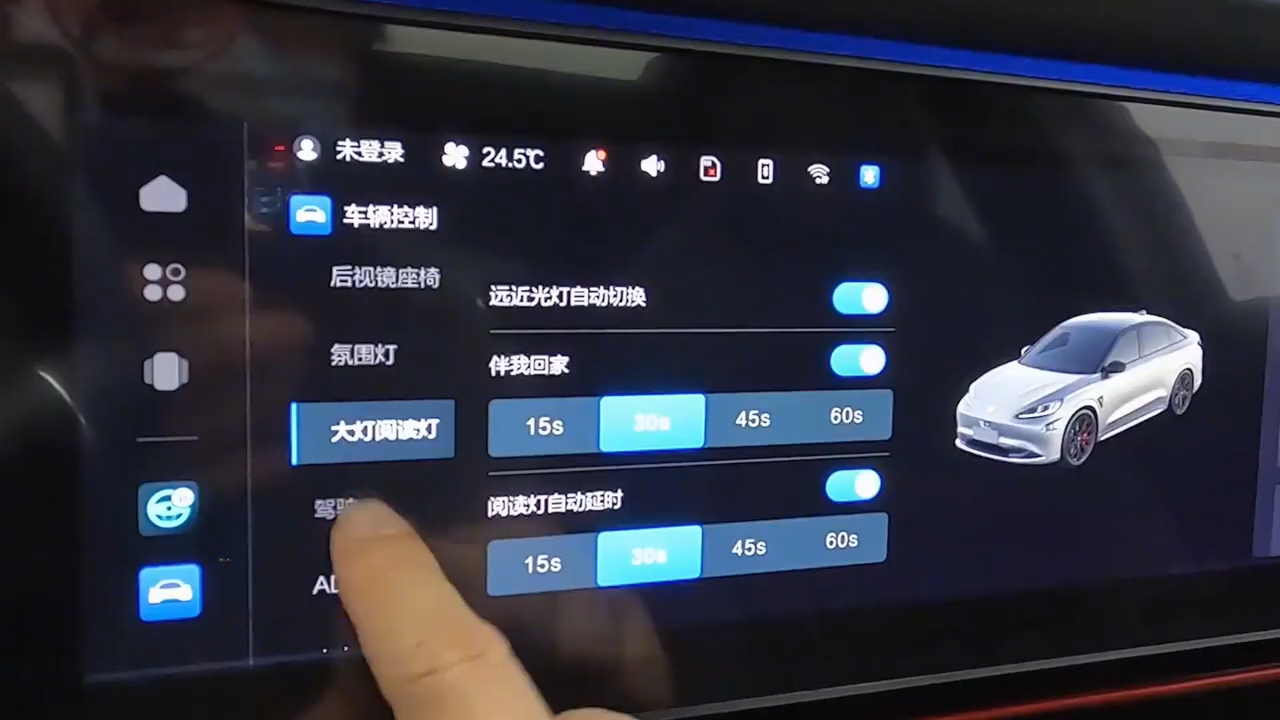 未登录 24.5℃
车辆控制
后视镜座椅
氛围灯
大灯阅读灯
驾
AD
远近光灯自动切换
伴我回家
15s 30s 45s 60s
阅读灯自动延时
15s 30s 45s 60s